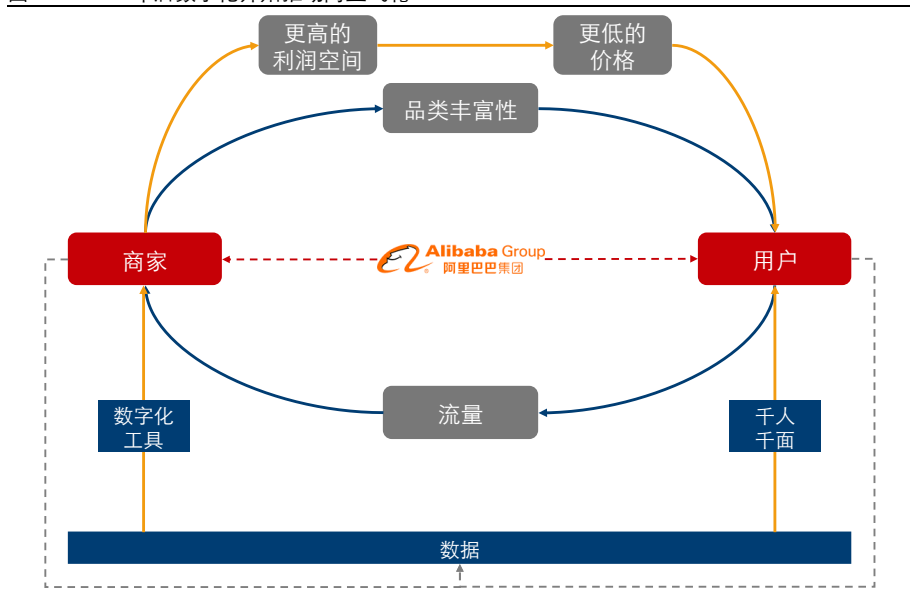 更高的
利润空间
更低的
价格
品类丰富性
商家
Alibaba Group
阿里巴巴集团
用户
数字化
工具
流量
千人
千面
数据